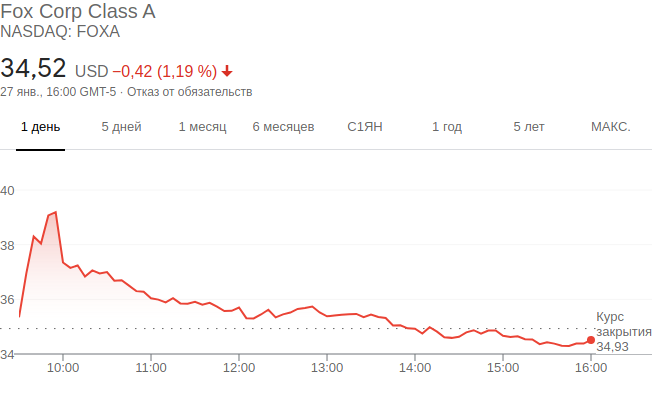 Fox Corp Class A
NASDAQ: FOXA
34,52 USD −0,42 (1,19 %)
27 янв., 16:00 GMT-5 · Отказ от обязательств
1 день 5 дней 1 месяц 6 месяцев С1ЯН 1 год 5 лет МАКС.
40
38
36
Курс
закрытия
34,93
34
10:00 11:00 12:00 13:00 14:00 15:00 16:00